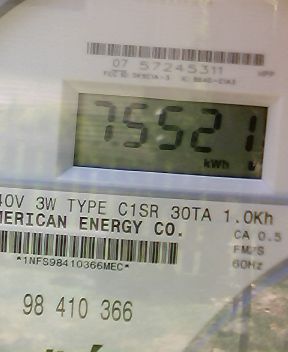 07 57245311
75521
kWh
40V 3W TYPE C1SR 30TA 1.0Kh
MERICAN ENERGY CO.
CA 0.5
FM2S
60Hz
*1NFS98410366MEC*
98 410 366